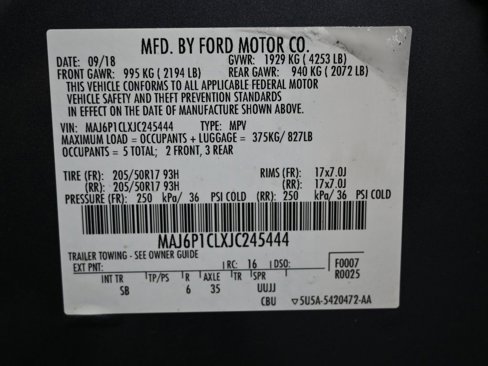 MFD. BY FORD MOTOR CO.
DATE: 09/18 GVWR: 1929 KG ( 4253 LB)
FRONT GAWR: 995 KG ( 2194 LB) REAR GAWR: 940 KG ( 2072 LB)
THIS VEHICLE CONFORMS TO ALL APPLICABLE FEDERAL MOTOR
VEHICLE SAFETY AND THEFT PREVENTION STANDARDS
IN EFFECT ON THE DATE OF MANUFACTURE SHOWN ABOVE.
VIN: MAJ6P1CLXJC245444 TYPE: MPV
MAXIMUM LOAD = OCCUPANTS + LUGGAGE = 375KG/ 827LB
OCCUPANTS = 5 TOTAL; 2 FRONT, 3 REAR
TIRE (FR): 205/50R17 93H RIMS (FR): 17x7.0J
(RR): 205/50R17 93H (RR): 17x7.0J
PRESSURE (FR): 250 kPa/ 36 PSI COLD (RR): 250 kPa/ 36 PSI COLD
MAJ6P1CLXJC245444
TRAILER TOWING - SEE OWNER GUIDE
EXT PNT: RC: 16 DSO: F0007
R0025
INT TR TP/PS R AXLE TR SPR
SB 6 35 UUJJ
CBU ▽5U5A-5420472-AA